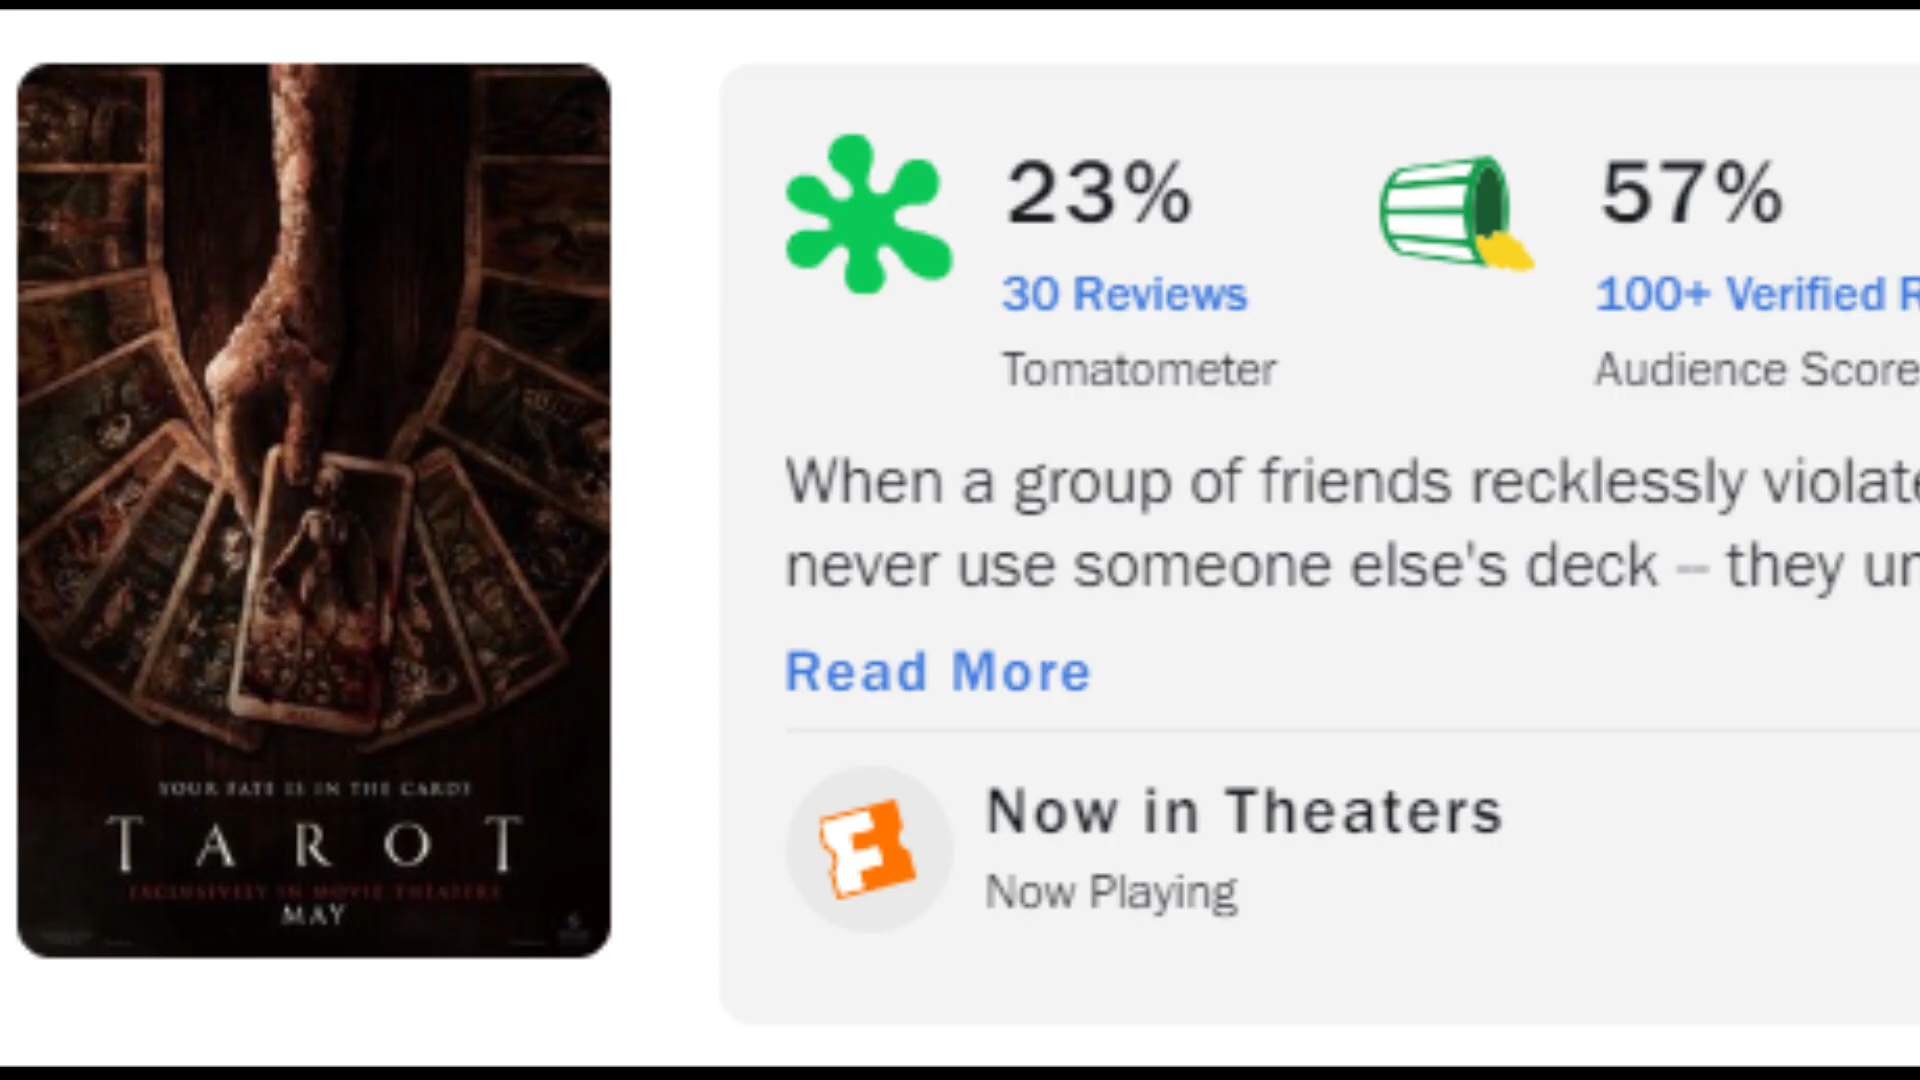 YOUR FATE IS IN THE CARDS
TAROT
EXCLUSIVELY IN MOVIE THEATERS
MAY
23%
30 Reviews
Tomatometer
57%
100+ Verified R
Audience Score
When a group of friends recklessly violate
never use someone else's deck -- they un
Read More
F
Now in Theaters
Now Playing